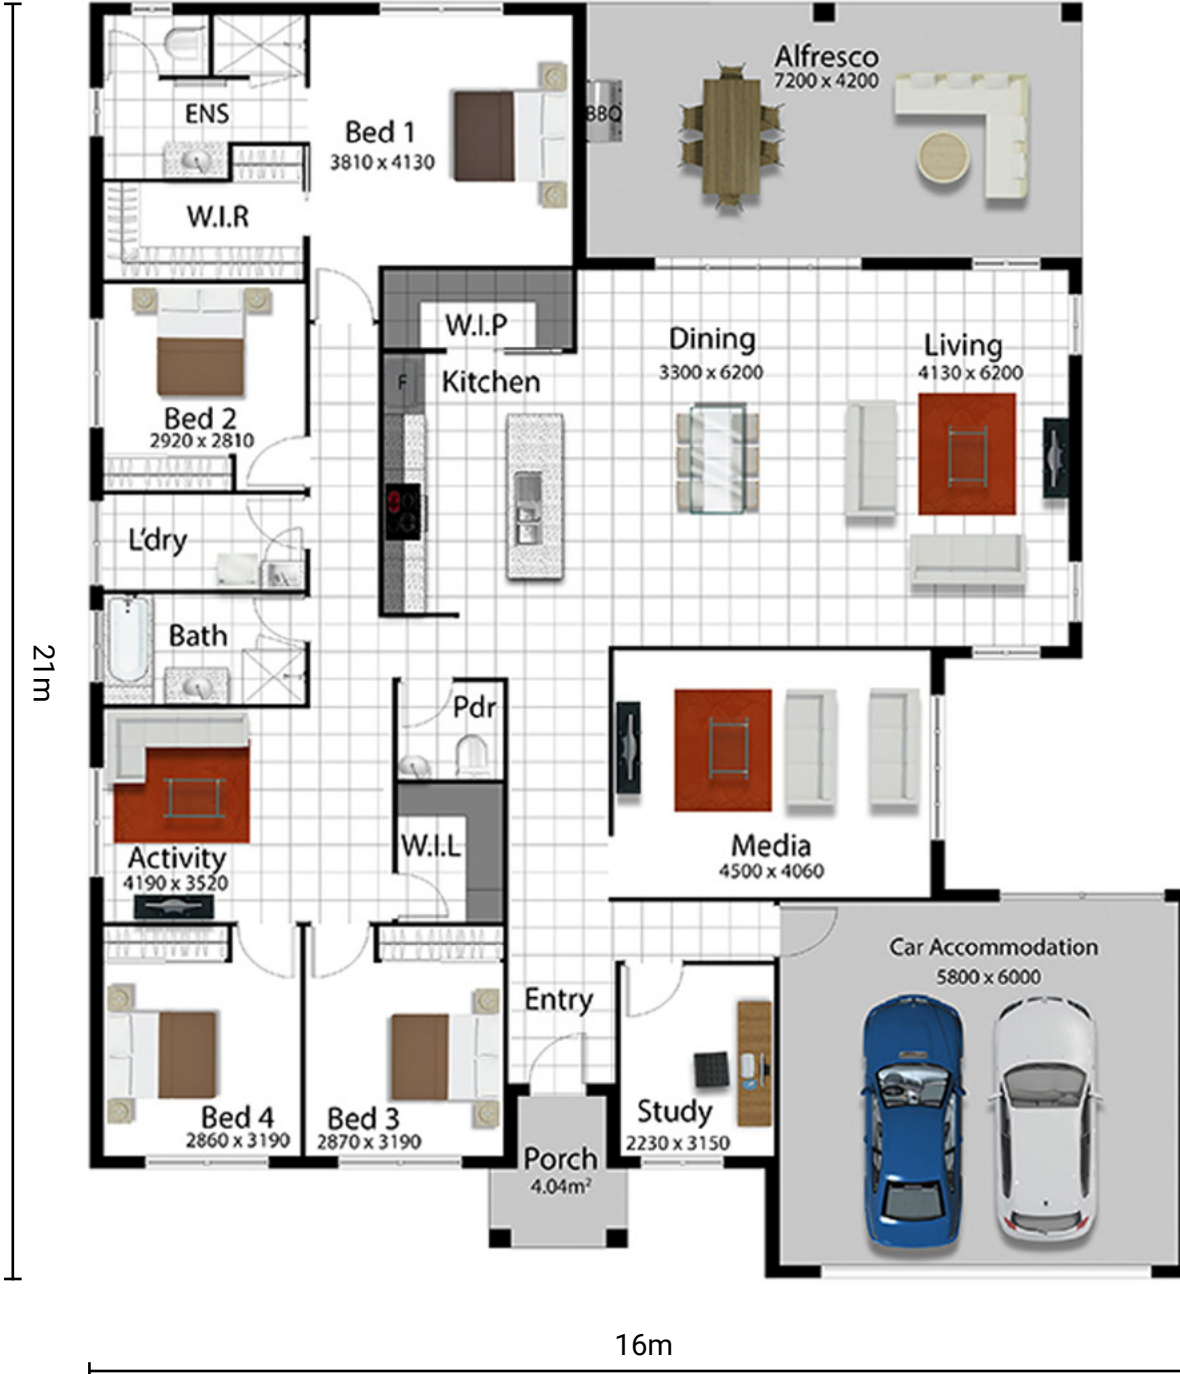 Alfresco
7200 x 4200
BBQ
ENS
Bed 1
3810 x 4130
W.I.R
W.I.P
Dining
3300 x 6200
Living
4130 x 6200
F
Kitchen
Bed 2
2920 x 2810
L'dry
Bath
21m
Pdr
W.I.L
Media
4500 x 4060
Activity
4190 x 3520
Car Accommodation
5800 x 6000
Entry
Bed 4
2860 x 3190
Bed 3
2870 x 3190
Study
2230 x 3150
Porch
4.04m²
16m